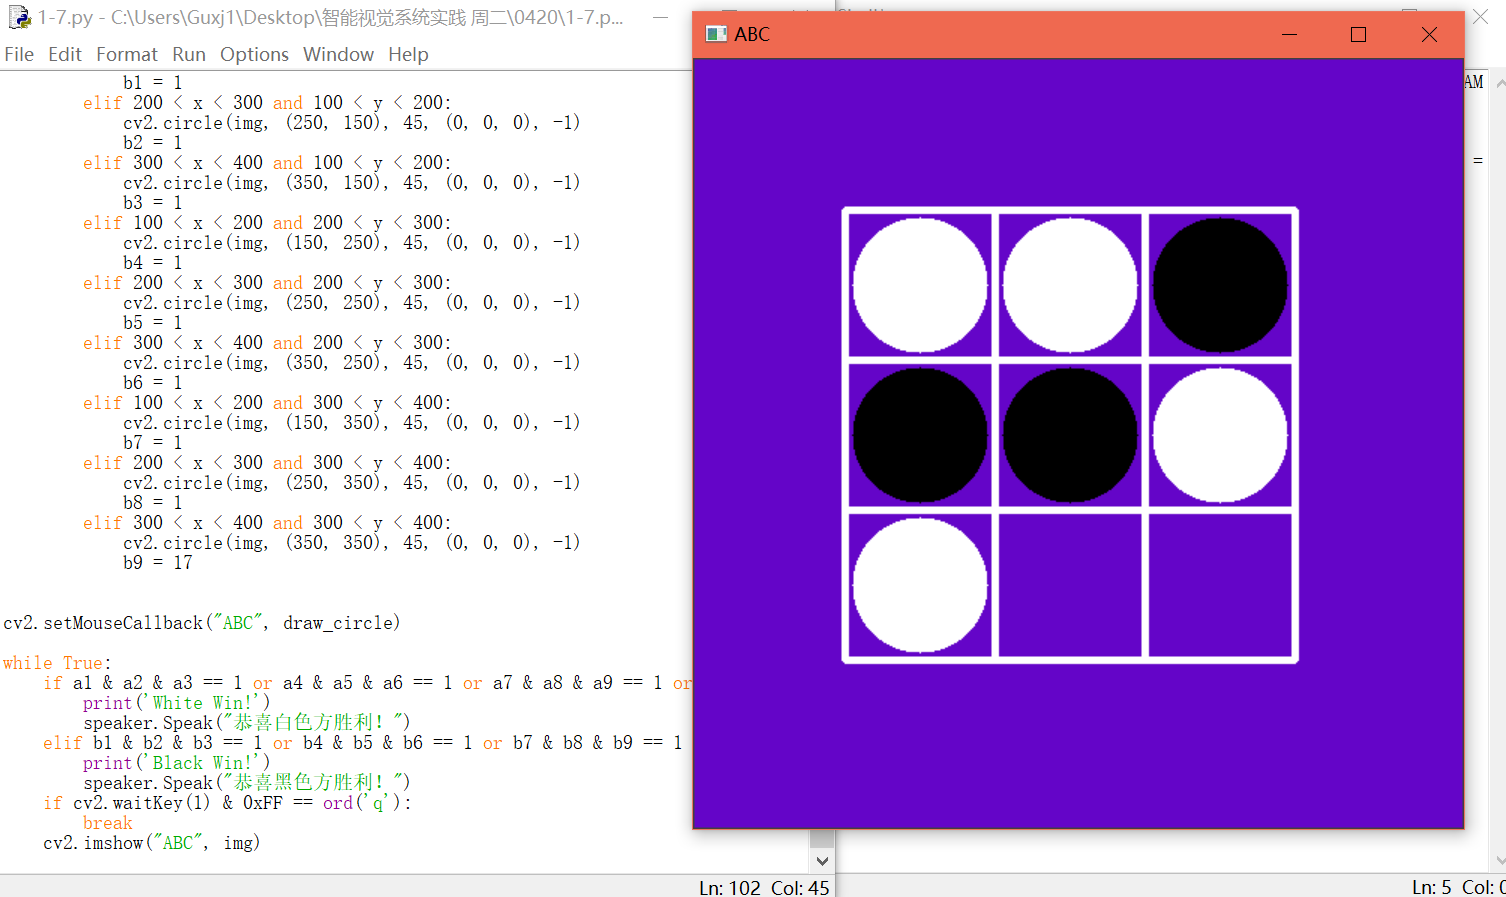 1-7.py - C:\Users\Guxj1\Desktop\智能视觉系统实践 周二\0420\1-7.p...
File Edit Format Run Options Window Help
b1 = 1
elif 200 < x < 300 and 100 < y < 200:
cv2.circle(img, (250, 150), 45, (0, 0, 0), -1)
b2 = 1
elif 300 < x < 400 and 100 < y < 200:
cv2.circle(img, (350, 150), 45, (0, 0, 0), -1)
b3 = 1
elif 100 < x < 200 and 200 < y < 300:
cv2.circle(img, (150, 250), 45, (0, 0, 0), -1)
b4 = 1
elif 200 < x < 300 and 200 < y < 300:
cv2.circle(img, (250, 250), 45, (0, 0, 0), -1)
b5 = 1
elif 300 < x < 400 and 200 < y < 300:
cv2.circle(img, (350, 250), 45, (0, 0, 0), -1)
b6 = 1
elif 100 < x < 200 and 300 < y < 400:
cv2.circle(img, (150, 350), 45, (0, 0, 0), -1)
b7 = 1
elif 200 < x < 300 and 300 < y < 400:
cv2.circle(img, (250, 350), 45, (0, 0, 0), -1)
b8 = 1
elif 300 < x < 400 and 300 < y < 400:
cv2.circle(img, (350, 350), 45, (0, 0, 0), -1)
b9 = 17
cv2.setMouseCallback("ABC", draw_circle)
while True:
if a1 & a2 & a3 == 1 or a4 & a5 & a6 == 1 or a7 & a8 & a9 == 1 or
print('White Win!')
speaker.Speak("恭喜白色方胜利！")
elif b1 & b2 & b3 == 1 or b4 & b5 & b6 == 1 or b7 & b8 & b9 == 1
print('Black Win!')
speaker.Speak("恭喜黑色方胜利！")
if cv2.waitKey(1) & 0xFF == ord('q'):
break
cv2.imshow("ABC", img)
Ln: 102 Col: 45
ABC
AM
=
Ln: 5 Col: 0